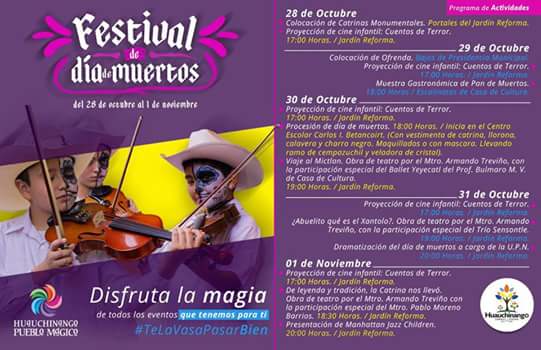 Festival
de
día de muertos
del 28 de octubre al 1 de noviembre
HUAUCHINANGO
PUEBLO MÁGICO
Disfruta la magia
de todos los eventos que tenemos para ti
#TeLaVasaPasarBien
Programa de Actividades
28 de Octubre
Colocación de Catrinas Monumentales. Portales del Jardín Reforma.
Proyección de cine infantil: Cuentos de Terror.
17:00 Horas. / Jardín Reforma.
29 de Octubre
Colocación de Ofrenda, Bajos de Presidencia Municipal.
Proyección de cine infantil: Cuentos de Terror.
17:00 Horas. / Jardín Reforma.
Muestra Gastronómica de Pan de Muertos.
18:00 Horas / Escalinatas de Casa de Cultura
30 de Octubre
Proyección de cine infantil: Cuentos de Terror.
17:00 Horas. / Jardín Reforma.
Procesión de día de muertos. 18:00 Horas. / Inicia en el Centro
Escolar Carlos I. Betancourt. (Con vestimenta de catrina, llorona,
calavera y charro negro. Maquillados o con mascara. Llevando
ramo de cempazuchil y veladora de cristal).
Viaje al Mictlan. Obra de teatro por el Mtro. Armando Treviño, con
la participación especial del Ballet Yeyecatl del Prof. Bulmaro M. V.
de Casa de Cultura.
19:00 Horas. / Jardín Reforma.
31 de Octubre
Proyección de cine infantil: Cuentos de Terror.
17:00 Horas. / Jardín Reforma.
¿Abuelito qué es el Xantolo?. Obra de teatro por el Mtro. Armando
Treviño, con la participación especial del Trío Sensontle.
19:00 Horas. / Jardín Reforma.
Dramatización del día de muertos a cargo de la U.P.N.
20:00 Horas. / Jardín Reforma.
01 de Noviembre
Proyección de cine infantil: Cuentos de Terror.
17:00 Horas. / Jardín Reforma.
De leyenda y tradición, la Catrina nos llevó.
Obra de teatro por el Mtro. Armando Treviño con
la participación especial del Mtro. Pablo Moreno
Barrios. 18:30 Horas. / Jardín Reforma.
Presentación de Manhattan Jazz Children.
20:00 Horas. / Jardín Reforma.
Huauchinango